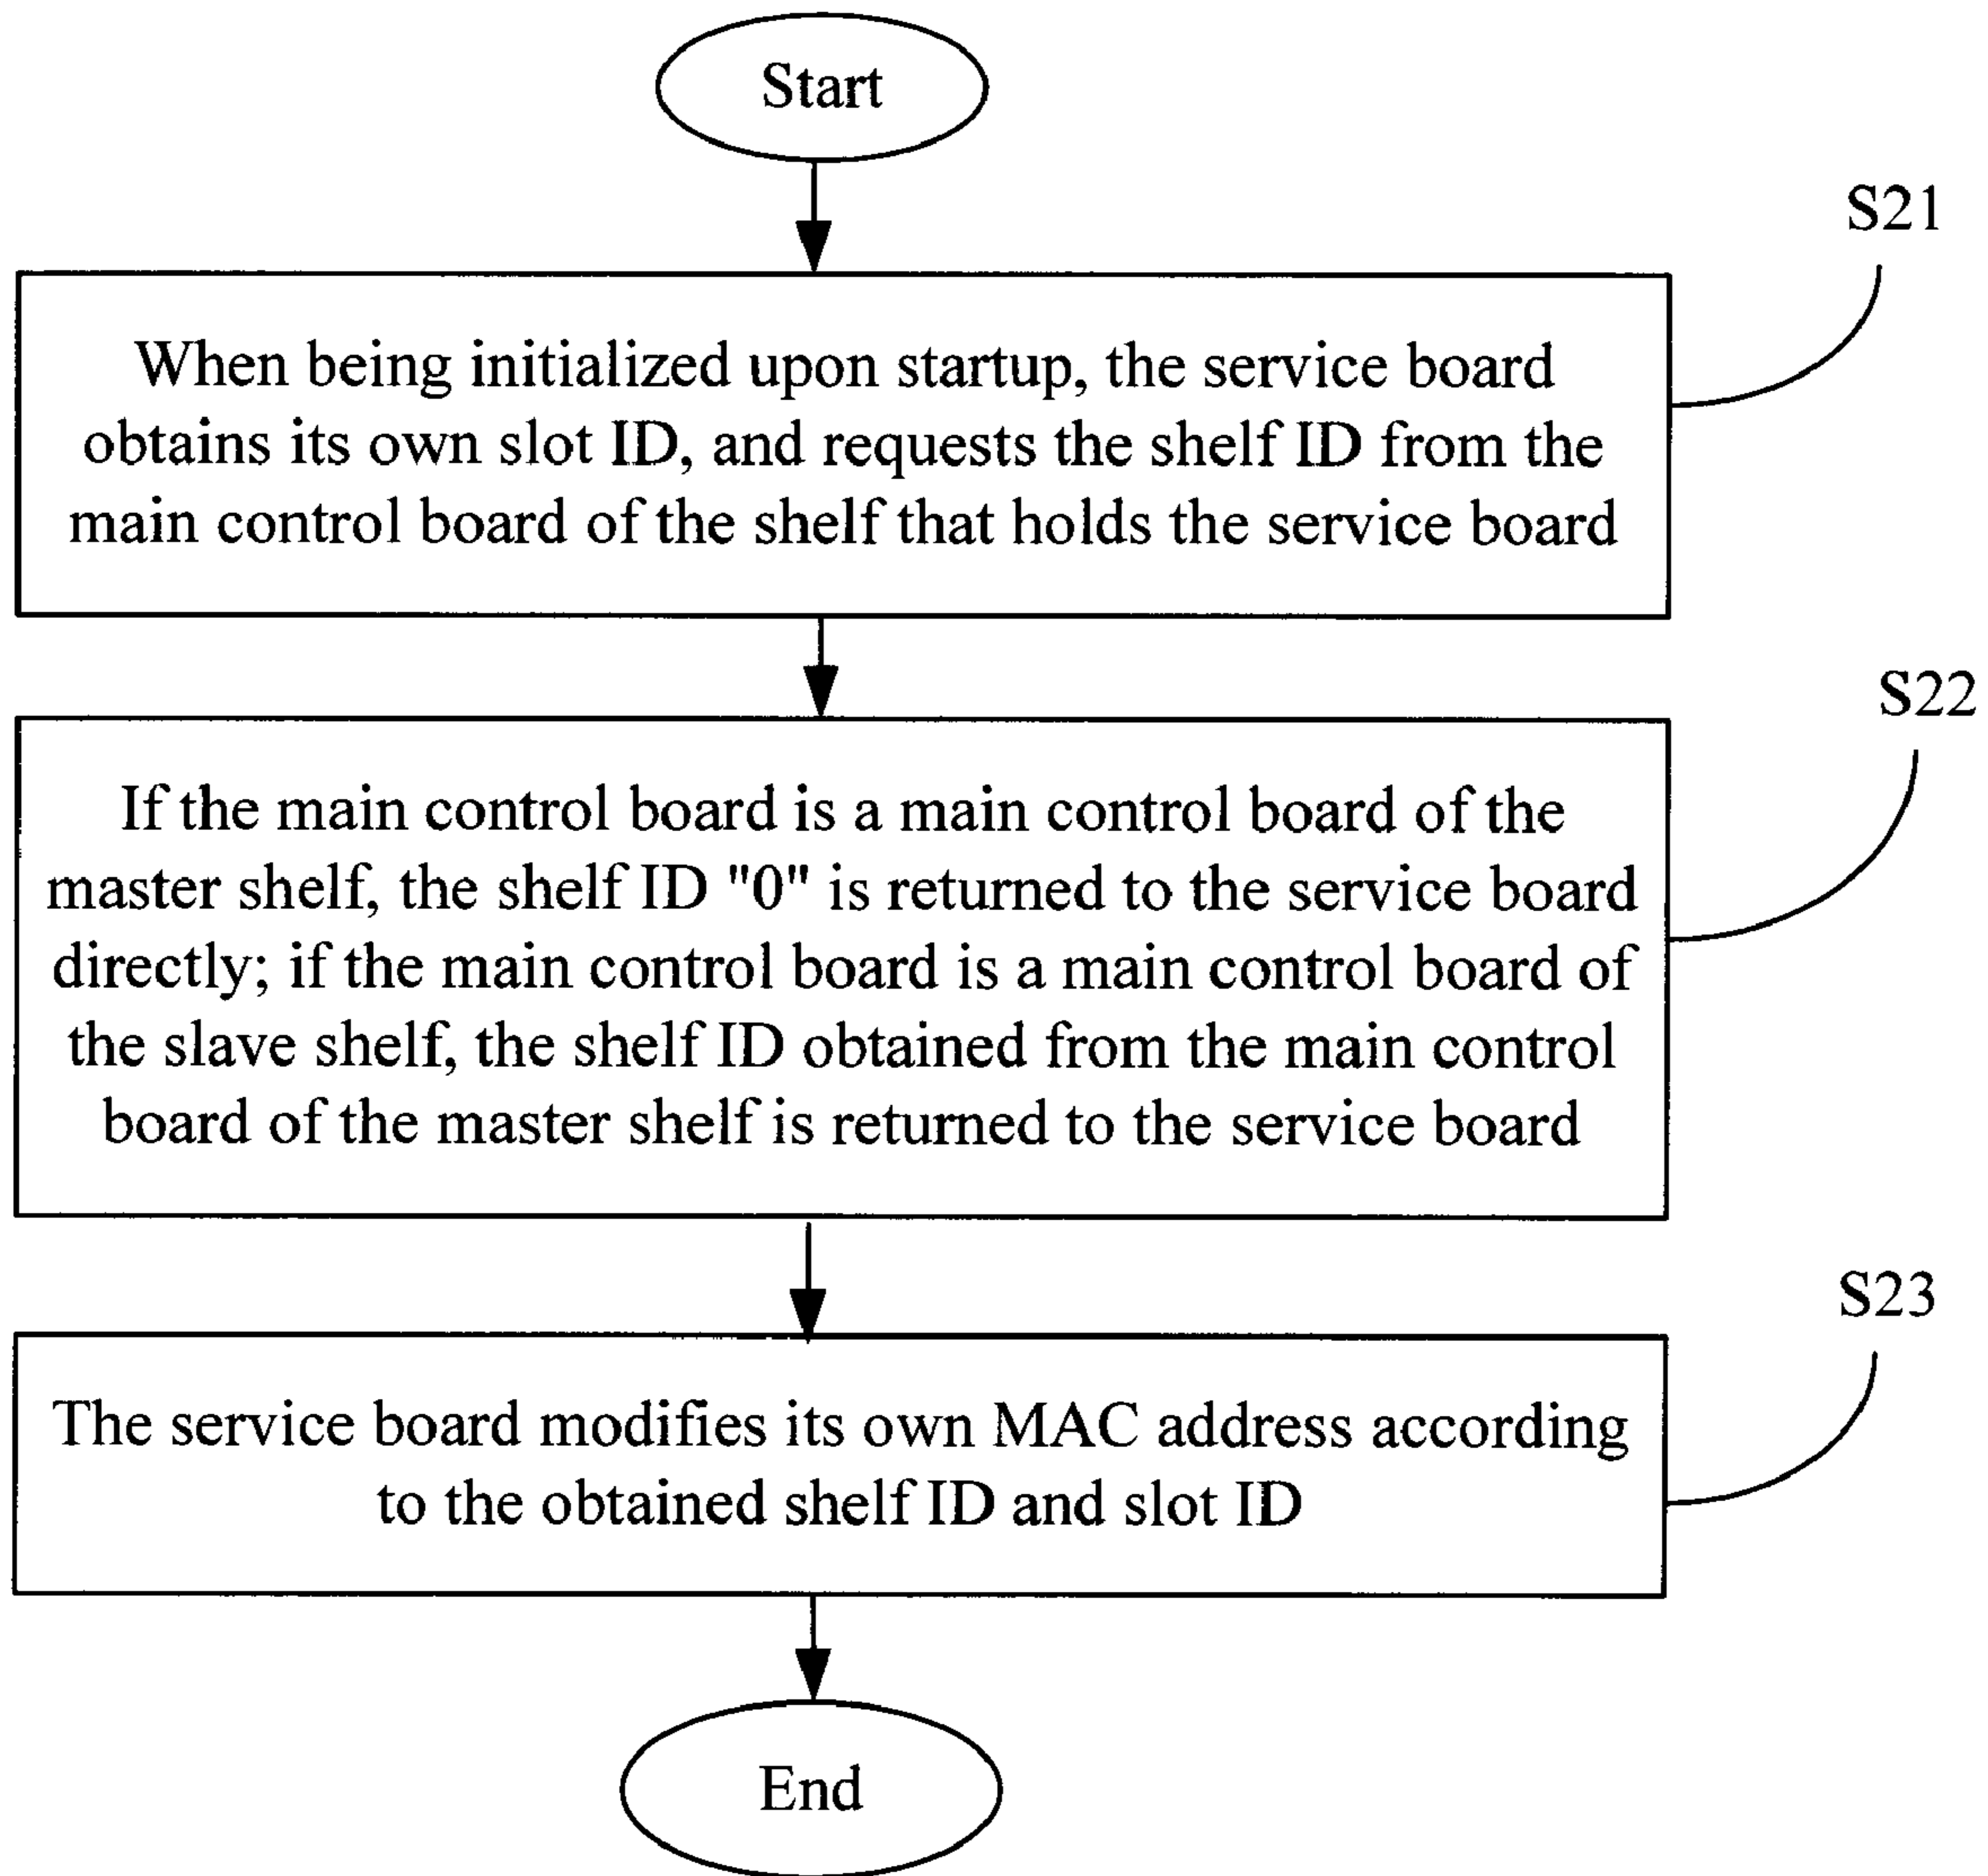 Start
S21
When being initialized upon startup, the service board
obtains its own slot ID, and requests the shelf ID from the
main control board of the shelf that holds the service board
S22
If the main control board is a main control board of the
master shelf, the shelf ID "0" is returned to the service board
directly; if the main control board is a main control board of
the slave shelf, the shelf ID obtained from the main control
board of the master shelf is returned to the service board
S23
The service board modifies its own MAC address according
to the obtained shelf ID and slot ID
End